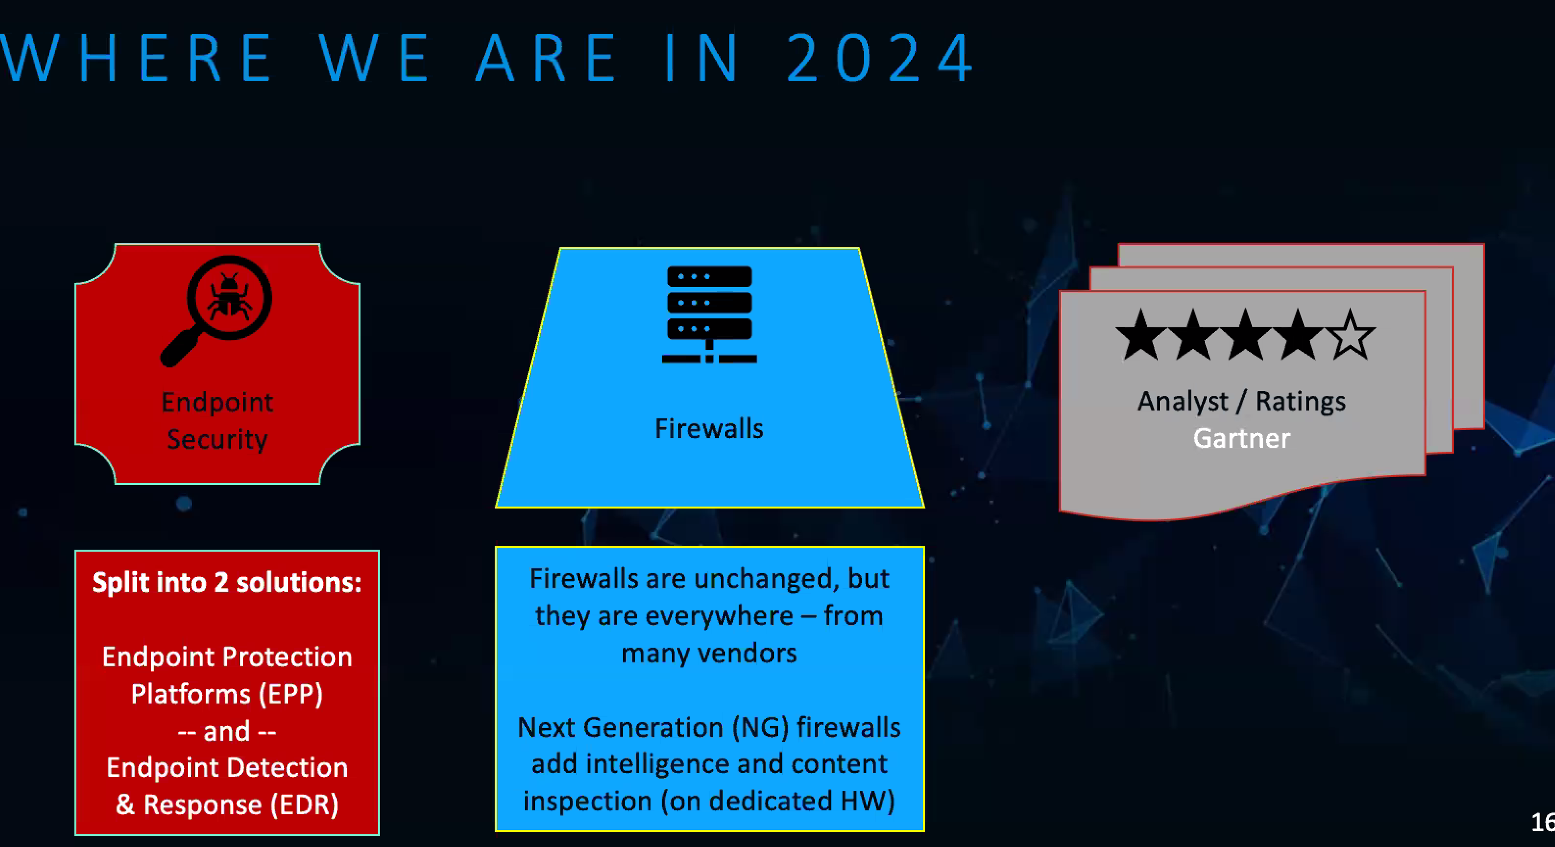 WHERE WE ARE IN 2024
Endpoint
Security
Firewalls
Analyst / Ratings
Gartner
Split into 2 solutions:
Endpoint Protection
Platforms (EPP)
-- and --
Endpoint Detection
& Response (EDR)
Firewalls are unchanged, but
they are everywhere – from
many vendors
Next Generation (NG) firewalls
add intelligence and content
inspection (on dedicated HW)
16